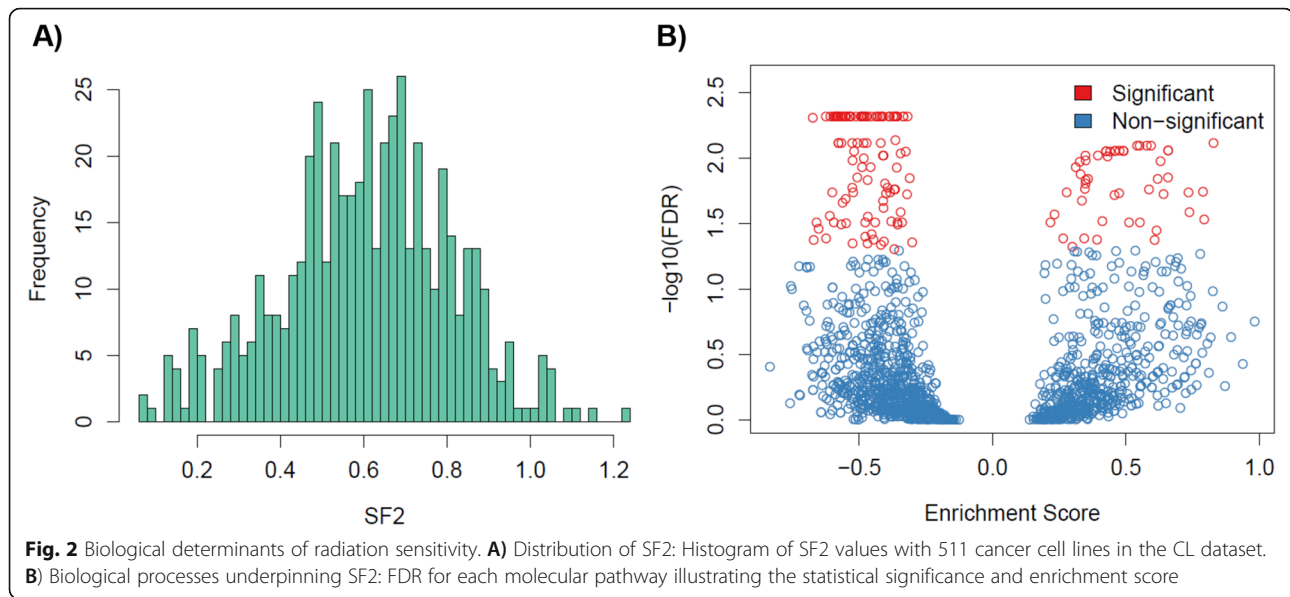 A)
Frequency
0
5
10
15
20
25
0.2 0.4 0.6 0.8 1.0 1.2
SF2
B)
−log10(FDR)
0.0
0.5
1.0
1.5
2.0
2.5
Significant
Non−significant
−0.5 0.0 0.5 1.0
Enrichment Score
Fig. 2 Biological determinants of radiation sensitivity. A) Distribution of SF2: Histogram of SF2 values with 511 cancer cell lines in the CL dataset.
B) Biological processes underpinning SF2: FDR for each molecular pathway illustrating the statistical significance and enrichment score